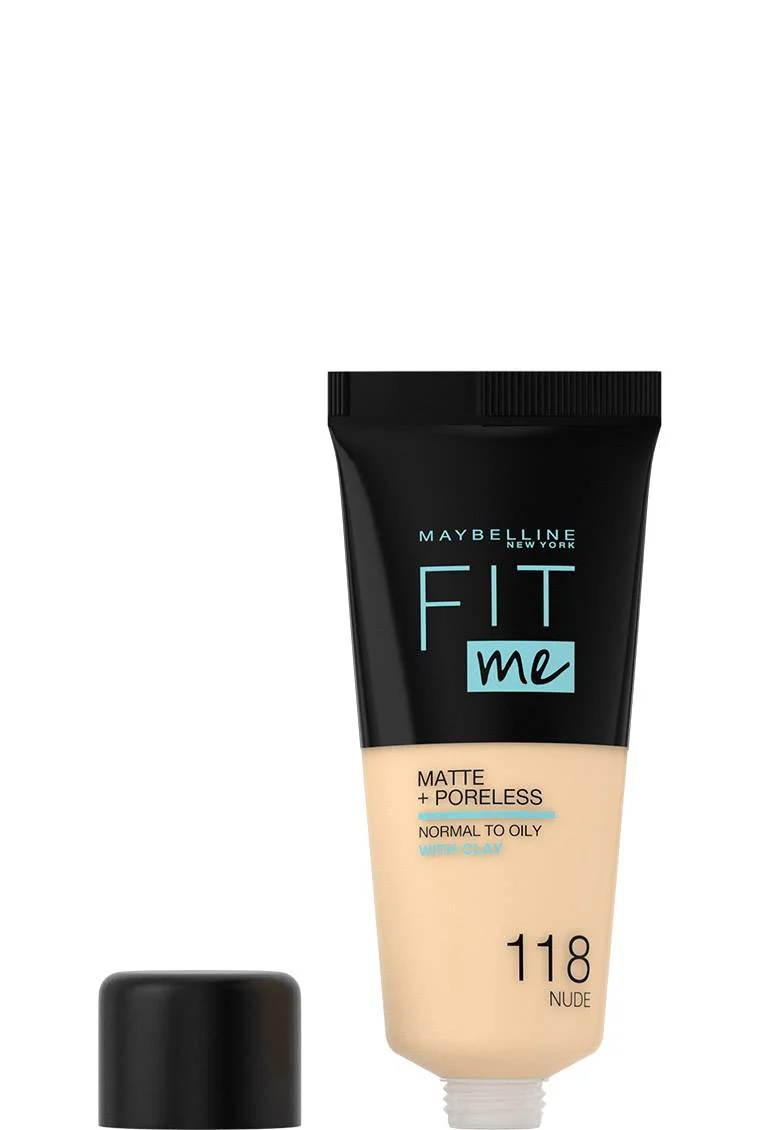 MAYBELLINE
NEW YORK
FIT
me
MATTE
+ PORELESS
NORMAL TO OILY
WITH CLAY
118
NUDE